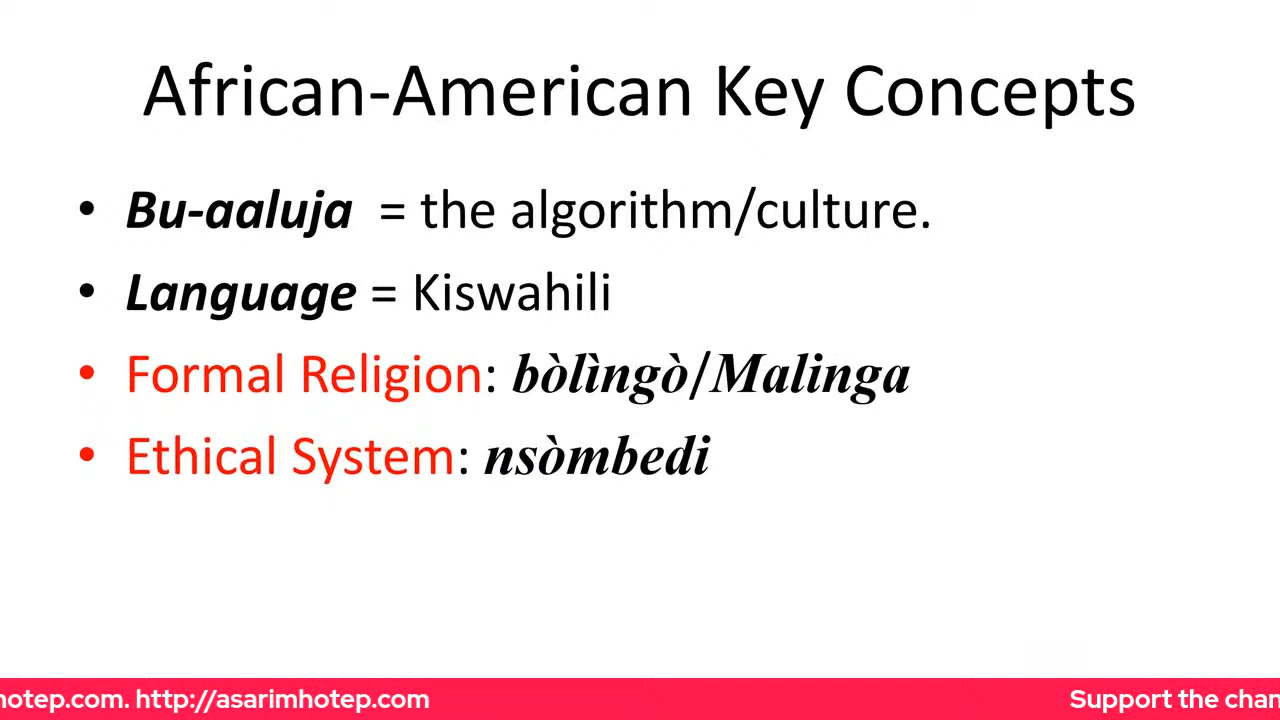 African-American Key Concepts
• Bu-aaluja = the algorithm/culture.
• Language = Kiswahili
• Formal Religion: bòlìngò/Malinga
• Ethical System: nsòmbedi
hotep.com. http://asarimhotep.com
Support the chan